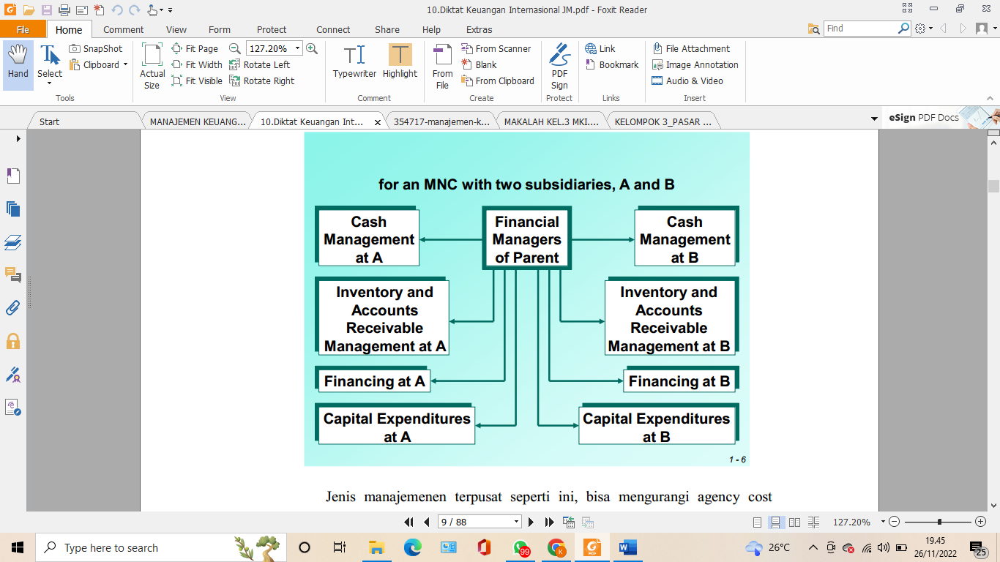 10.Diktat Keuangan Internasional JM.pdf - Foxit Reader
File
Home
Comment
View
Form
Protect
Connect
Share
Help
Extras
Find
Hand
Select
SnapShot
Clipboard
Tools
Actual
Size
Fit Page
Fit Width
Fit Visible
127.20%
Rotate Left
Rotate Right
View
Typewriter
Highlight
Comment
From
File
From Scanner
Blank
From Clipboard
Create
PDF
Sign
Protect
Link
Bookmark
Links
File Attachment
Image Annotation
Audio & Video
Insert
Start
MANAJEMEN KEUANG...
10.Diktat Keuangan Int...
354717-manajemen-k...
MAKALAH KEL.3 MKI....
KELOMPOK 3_PASAR ...
eSign PDF Docs
for an MNC with two subsidiaries, A and B
Cash
Management
at A
Financial
Managers
of Parent
Cash
Management
at B
Inventory and
Accounts
Receivable
Management at A
Inventory and
Accounts
Receivable
Management at B
Financing at A
Financing at B
Capital Expenditures
at A
Capital Expenditures
at B
1 - 6
Jenis manajemenen terpusat seperti ini, bisa mengurangi agency cost
9 / 88
127.20%
Type here to search
99
26°C
19.45
26/11/2022
25